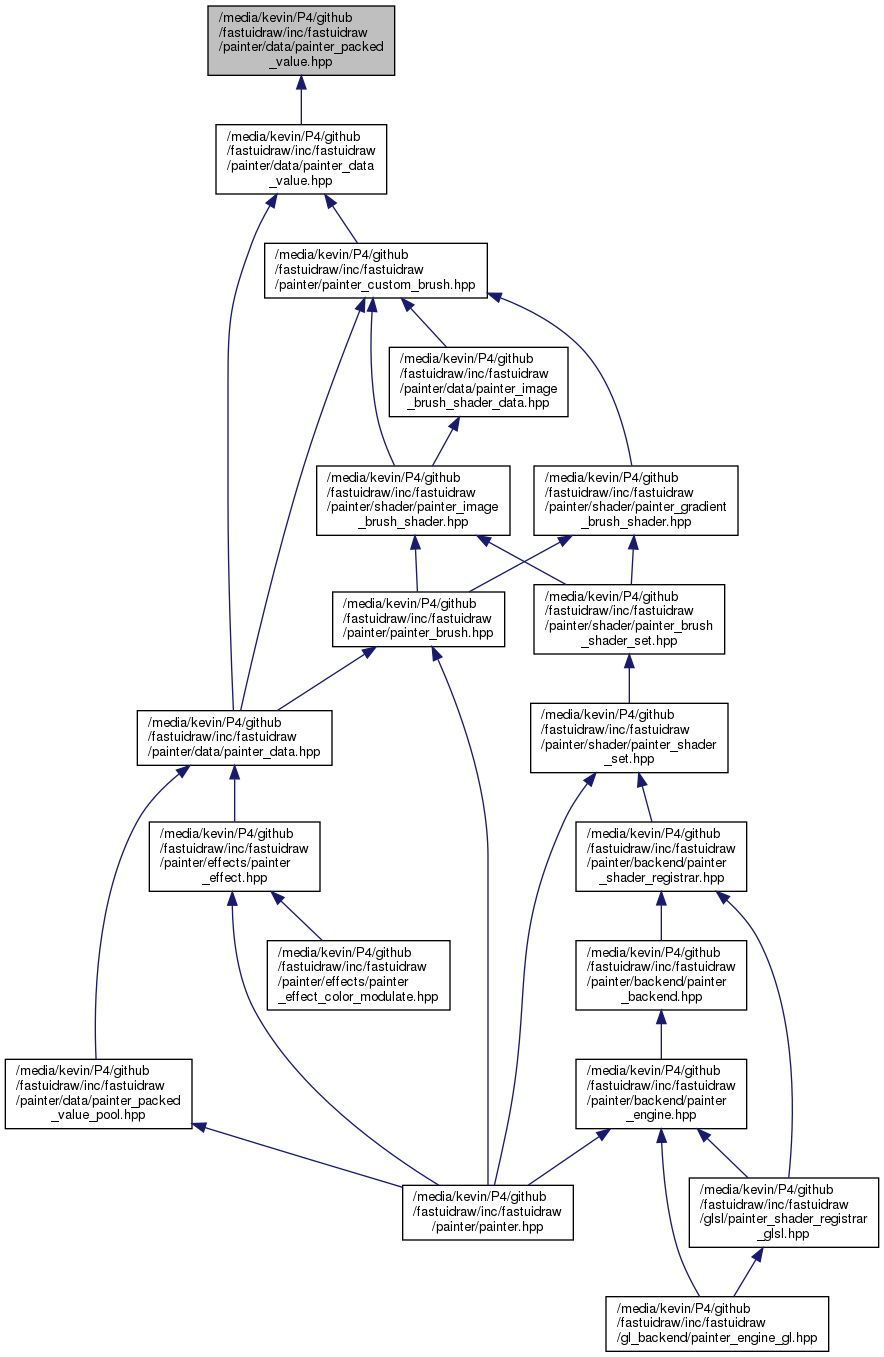 /media/kevin/P4/github
/fastuidraw/inc/fastuidraw
/painter/data/painter_packed
_value.hpp
/media/kevin/P4/github
/fastuidraw/inc/fastuidraw
/painter/data/painter_data
_value.hpp
/media/kevin/P4/github
/fastuidraw/inc/fastuidraw
/painter/painter_custom_brush.hpp
/media/kevin/P4/github
/fastuidraw/inc/fastuidraw
/painter/data/painter_image
_brush_shader_data.hpp
/media/kevin/P4/github
/fastuidraw/inc/fastuidraw
/painter/shader/painter_image
_brush_shader.hpp
/media/kevin/P4/github
/fastuidraw/inc/fastuidraw
/painter/shader/painter_gradient
_brush_shader.hpp
/media/kevin/P4/github
/fastuidraw/inc/fastuidraw
/painter/painter_brush.hpp
/media/kevin/P4/github
/fastuidraw/inc/fastuidraw
/painter/shader/painter_brush
_shader_set.hpp
/media/kevin/P4/github
/fastuidraw/inc/fastuidraw
/painter/data/painter_data.hpp
/media/kevin/P4/github
/fastuidraw/inc/fastuidraw
/painter/shader/painter_shader
_set.hpp
/media/kevin/P4/github
/fastuidraw/inc/fastuidraw
/painter/effects/painter
_effect.hpp
/media/kevin/P4/github
/fastuidraw/inc/fastuidraw
/painter/backend/painter
_shader_registrar.hpp
/media/kevin/P4/github
/fastuidraw/inc/fastuidraw
/painter/effects/painter
_effect_color_modulate.hpp
/media/kevin/P4/github
/fastuidraw/inc/fastuidraw
/painter/backend/painter
_backend.hpp
/media/kevin/P4/github
/fastuidraw/inc/fastuidraw
/painter/data/painter_packed
_value_pool.hpp
/media/kevin/P4/github
/fastuidraw/inc/fastuidraw
/painter/backend/painter
_engine.hpp
/media/kevin/P4/github
/fastuidraw/inc/fastuidraw
/painter/painter.hpp
/media/kevin/P4/github
/fastuidraw/inc/fastuidraw
/glsl/painter_shader_registrar
_glsl.hpp
/media/kevin/P4/github
/fastuidraw/inc/fastuidraw
/gl_backend/painter_engine_gl.hpp